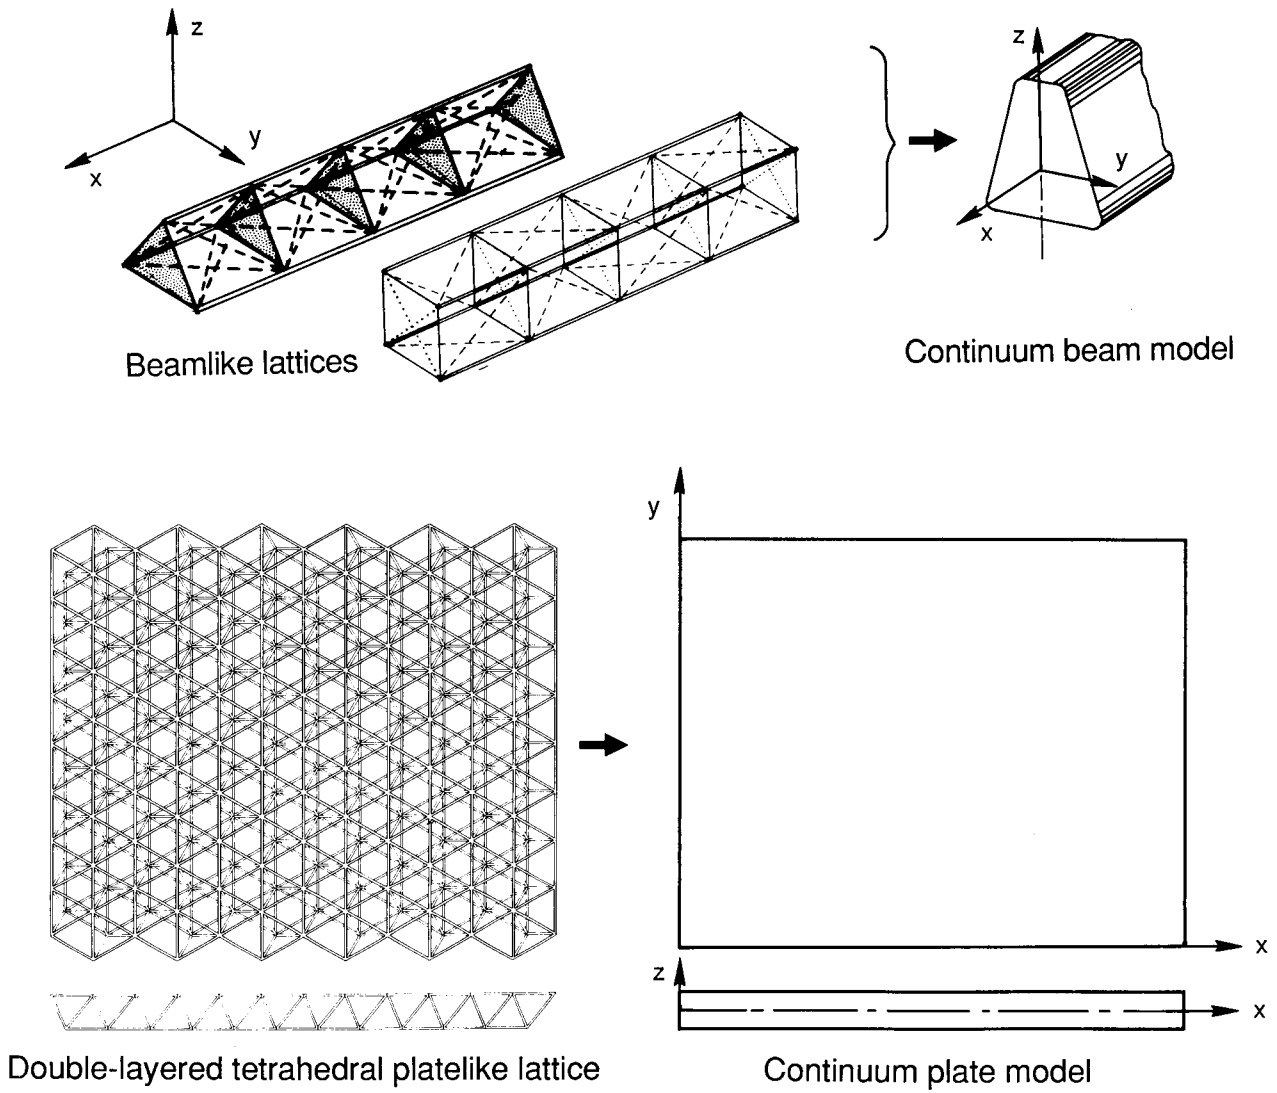 z
y
x
Beamlike lattices
z
y
x
Continuum beam model
y
x
z
x
Double-layered tetrahedral platelike lattice
Continuum plate model